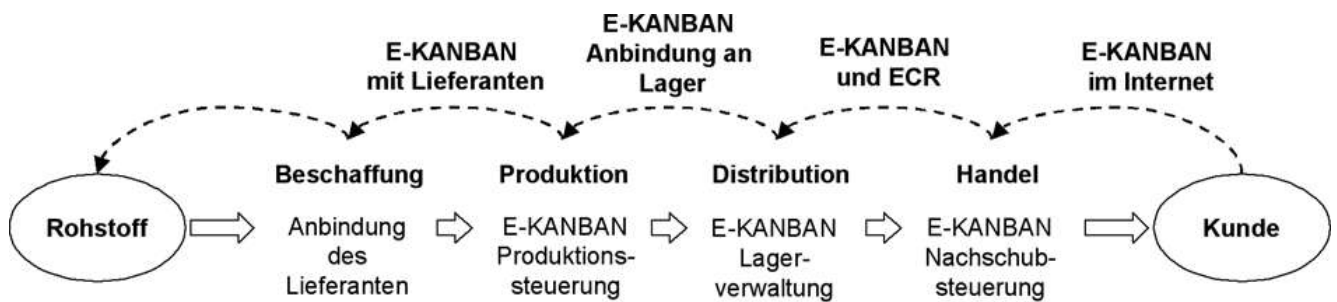 E-KANBAN
mit Lieferanten
E-KANBAN
Anbindung an
Lager
E-KANBAN
und ECR
E-KANBAN
im Internet
Rohstoff
Beschaffung
Anbindung
des
Lieferanten
Produktion
E-KANBAN
Produktions-
steuerung
Distribution
E-KANBAN
Lager-
verwaltung
Handel
E-KANBAN
Nachschub-
steuerung
Kunde